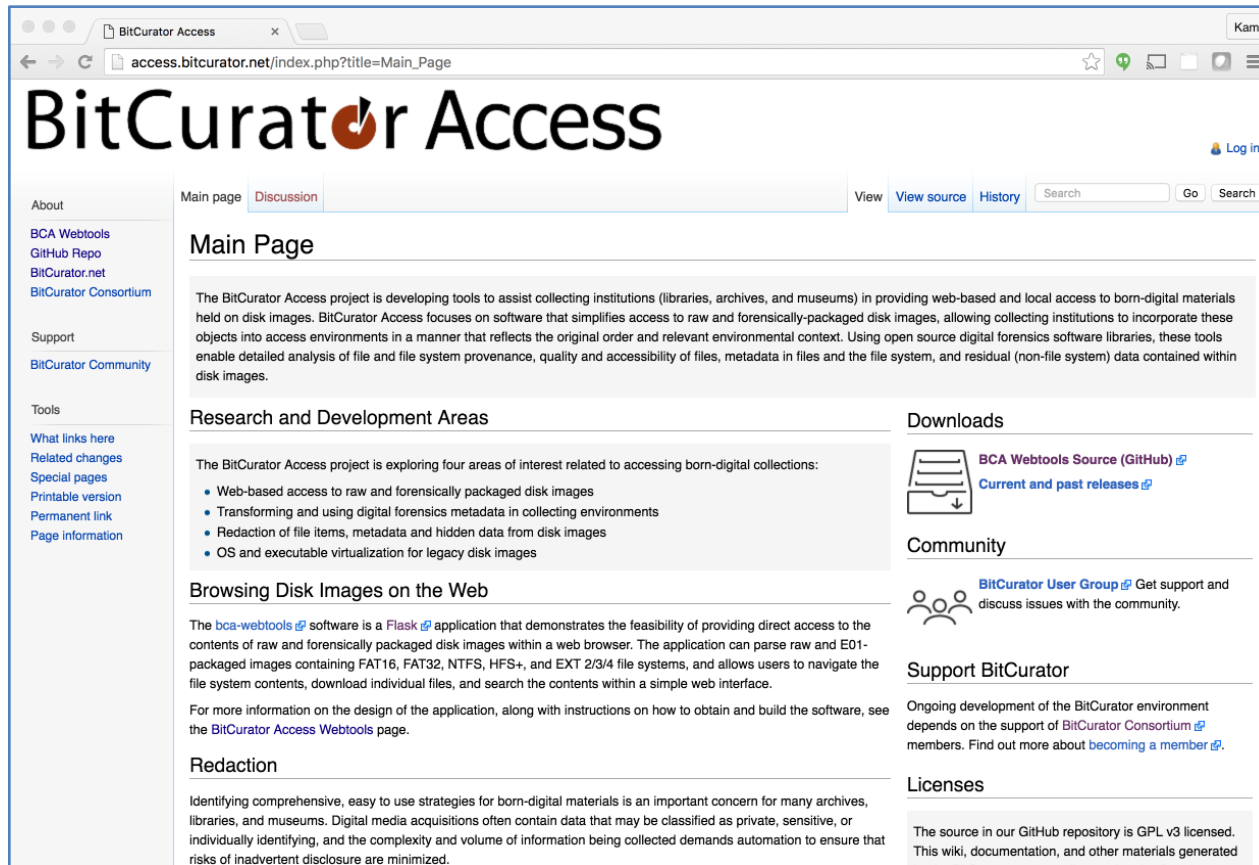 BitCurator Access
Kam
access.bitcurator.net/index.php?title=Main_Page
BitCurator Access
Log in
Main page Discussion
View View source History Search Go Search
About
BCA Webtools
GitHub Repo
BitCurator.net
BitCurator Consortium
Support
BitCurator Community
Tools
What links here
Related changes
Special pages
Printable version
Permanent link
Page information
Main Page
The BitCurator Access project is developing tools to assist collecting institutions (libraries, archives, and museums) in providing web-based and local access to born-digital materials
held on disk images. BitCurator Access focuses on software that simplifies access to raw and forensically-packaged disk images, allowing collecting institutions to incorporate these
objects into access environments in a manner that reflects the original order and relevant environmental context. Using open source digital forensics software libraries, these tools
enable detailed analysis of file and file system provenance, quality and accessibility of files, metadata in files and the file system, and residual (non-file system) data contained within
disk images.
Research and Development Areas
The BitCurator Access project is exploring four areas of interest related to accessing born-digital collections:
• Web-based access to raw and forensically packaged disk images
• Transforming and using digital forensics metadata in collecting environments
• Redaction of file items, metadata and hidden data from disk images
• OS and executable virtualization for legacy disk images
Browsing Disk Images on the Web
The bca-webtools software is a Flask application that demonstrates the feasibility of providing direct access to the
contents of raw and forensically packaged disk images within a web browser. The application can parse raw and E01-
packaged images containing FAT16, FAT32, NTFS, HFS+, and EXT 2/3/4 file systems, and allows users to navigate the
file system contents, download individual files, and search the contents within a simple web interface.
For more information on the design of the application, along with instructions on how to obtain and build the software, see
the BitCurator Access Webtools page.
Redaction
Identifying comprehensive, easy to use strategies for born-digital materials is an important concern for many archives,
libraries, and museums. Digital media acquisitions often contain data that may be classified as private, sensitive, or
individually identifying, and the complexity and volume of information being collected demands automation to ensure that
risks of inadvertent disclosure are minimized.
Downloads
BCA Webtools Source (GitHub)
Current and past releases
Community
BitCurator User Group Get support and
discuss issues with the community.
Support BitCurator
Ongoing development of the BitCurator environment
depends on the support of BitCurator Consortium
members. Find out more about becoming a member.
Licenses
The source in our GitHub repository is GPL v3 licensed.
This wiki, documentation, and other materials generated